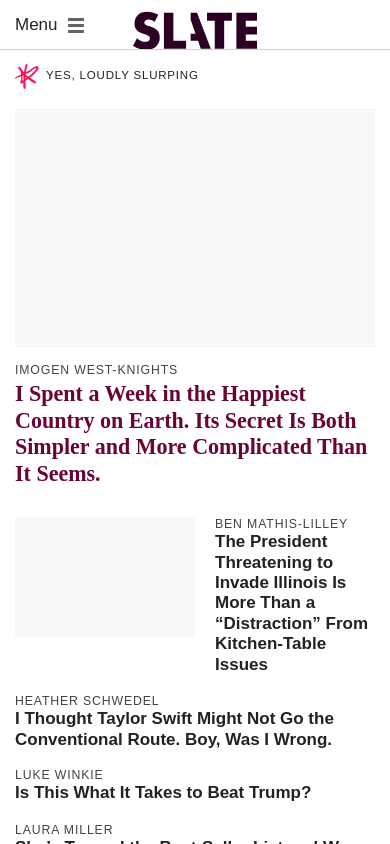 Menu
SLATE
YES, LOUDLY SLURPING
IMOGEN WEST-KNIGHTS
I Spent a Week in the Happiest
Country on Earth. Its Secret Is Both
Simpler and More Complicated Than
It Seems.
BEN MATHIS-LILLEY
The President
Threatening to
Invade Illinois Is
More Than a
“Distraction” From
Kitchen-Table
Issues
HEATHER SCHWEDEL
I Thought Taylor Swift Might Not Go the
Conventional Route. Boy, Was I Wrong.
LUKE WINKIE
Is This What It Takes to Beat Trump?
LAURA MILLER